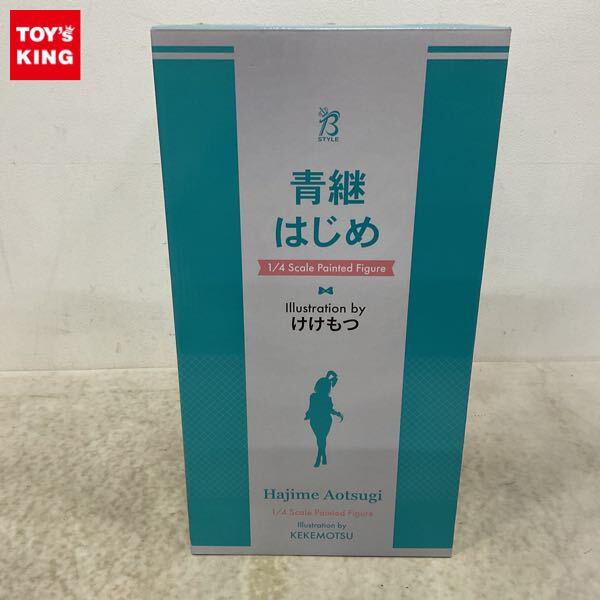 TOY's
KING
B
STYLE
青継
はじめ
1/4 Scale Painted Figure
Illustration by
けけもつ
Hajime Aotsugi
1/4 Scale Painted Figure
Illustration by
KEKEMOTSU